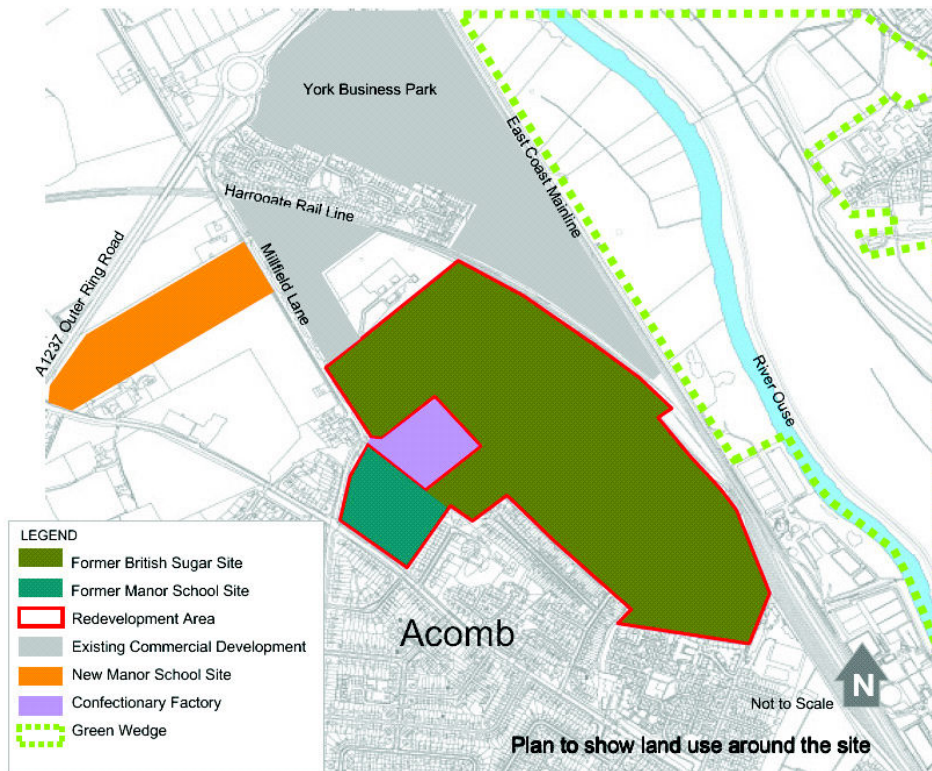 York Business Park
East Coast Mainline
Harrogate Rail Line
Millfield Lane
A1237 Outer Ring Road
River Ouse
LEGEND
Former British Sugar Site
Former Manor School Site
Redevelopment Area
Existing Commercial Development
New Manor School Site
Confectionary Factory
Green Wedge
Acomb
N
Not to Scale
Plan to show land use around the site